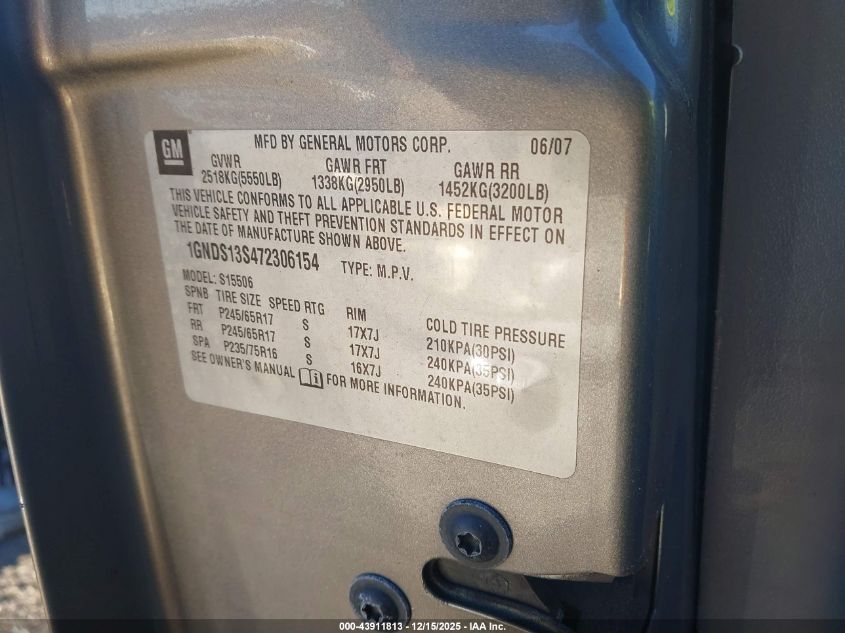 GM
MFD BY GENERAL MOTORS CORP. 06/07
GVWR GAWR FRT GAWR RR
2518KG(5550LB) 1338KG(2950LB) 1452KG(3200LB)
THIS VEHICLE CONFORMS TO ALL APPLICABLE U.S. FEDERAL MOTOR
VEHICLE SAFETY AND THEFT PREVENTION STANDARDS IN EFFECT ON
THE DATE OF MANUFACTURE SHOWN ABOVE.
1GNDS13S472306154 TYPE: M.P.V.
MODEL: S15506
SPNB TIRE SIZE SPEED RTG RIM COLD TIRE PRESSURE
FRT P245/65R17 S 17X7J 210KPA(30PSI)
RR P245/65R17 S 17X7J 240KPA(35PSI)
SPA P235/75R16 S 16X7J 240KPA(35PSI)
SEE OWNER'S MANUAL FOR MORE INFORMATION.
000-43911813 - 12/15/2025 - IAA Inc.